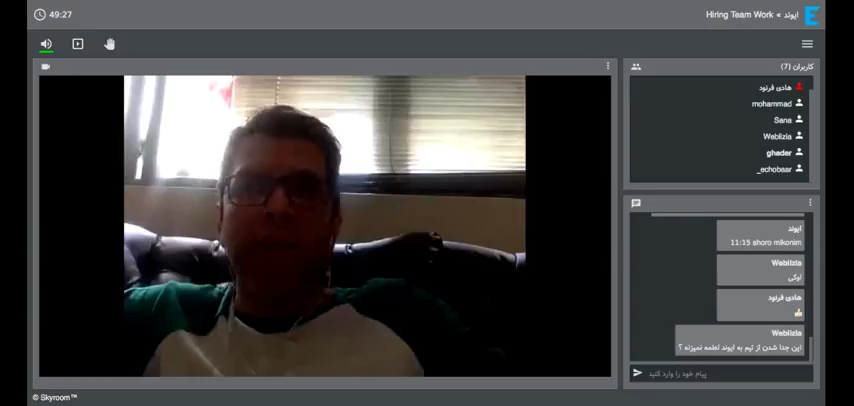 49:27
ایوند » Hiring Team Work
کاربران (7)
هادی فرنود
mohammad
Sana
Weblizia
ghader
_echobaar
ایوند
11:15 shoro mikonim
Weblizia
اوکی
هادی فرنود
👍🏻
Weblizia
این جدا شدن از تیم به ایوند لطمه نمیزنه ؟
پیام خود را وارد کنید
© Skyroom™